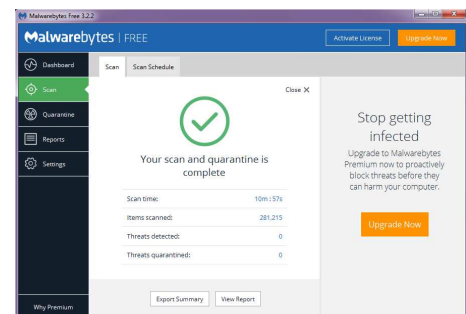 Malwarebytes Free 3.2.2
Malwarebytes | FREE
Activate License
Upgrade Now
Dashboard
Scan
Quarantine
Reports
Settings
Why Premium
Scan
Scan Schedule
Close X
Your scan and quarantine is
complete
Scan time: 10m : 57s
Items scanned: 281.215
Threats detected: 0
Threats quarantined: 0
Export Summary
View Report
Stop getting
infected
Upgrade to Malwarebytes
Premium now to proactively
block threats before they
can harm your computer.
Upgrade Now